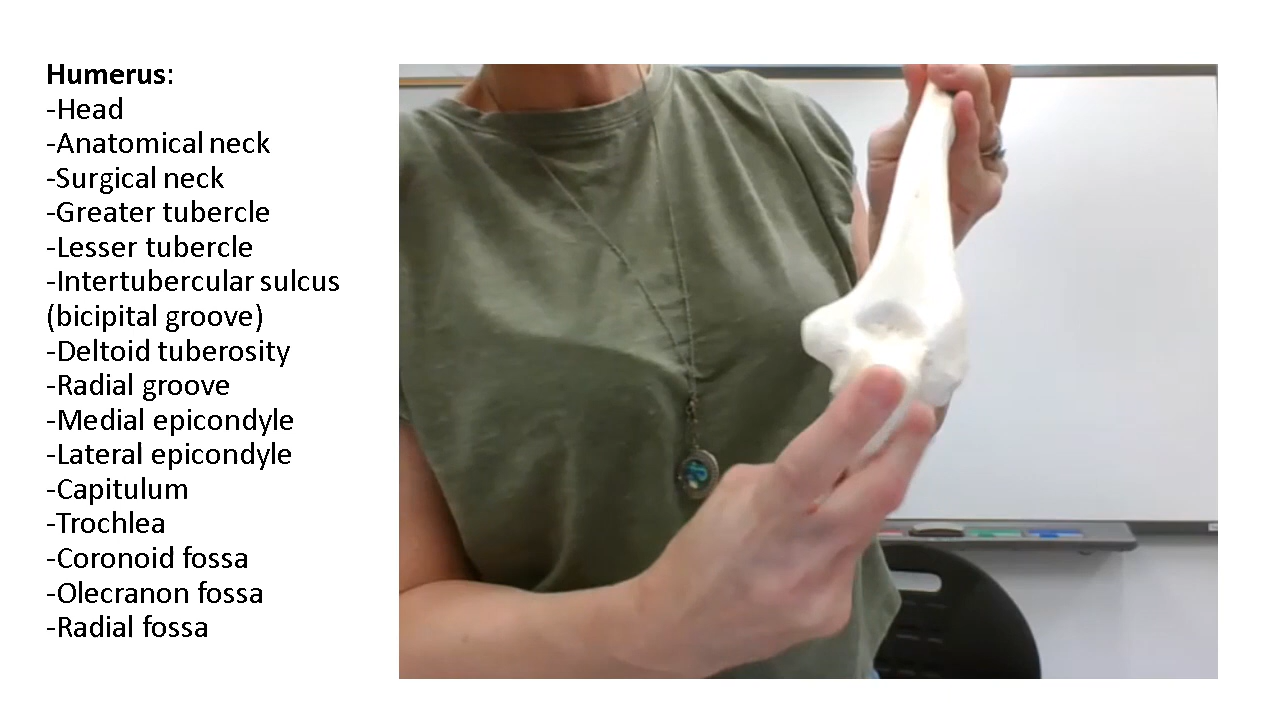 Humerus:
-Head
-Anatomical neck
-Surgical neck
-Greater tubercle
-Lesser tubercle
-Intertubercular sulcus
(bicipital groove)
-Deltoid tuberosity
-Radial groove
-Medial epicondyle
-Lateral epicondyle
-Capitulum
-Trochlea
-Coronoid fossa
-Olecranon fossa
-Radial fossa